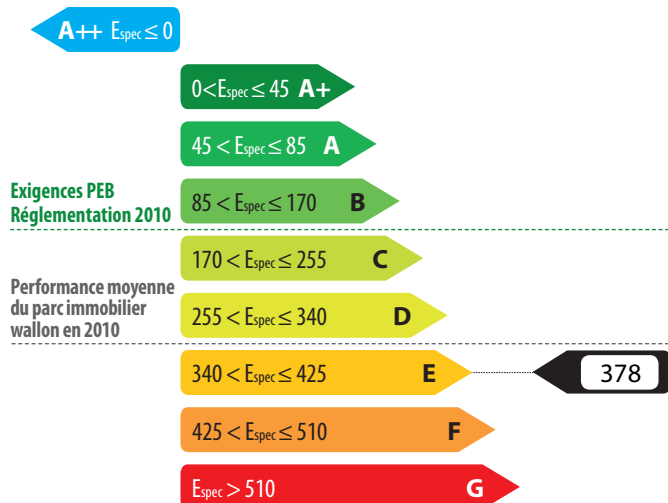 A++ Espec ≤ 0
0<Espec ≤ 45 A+
45 < Espec ≤ 85 A
Exigences PEB
Réglementation 2010
85 < Espec ≤ 170 B
170 < Espec ≤ 255 C
Performance moyenne
du parc immobilier
wallon en 2010
255 < Espec ≤ 340 D
340 < Espec ≤ 425 E
378
425 < Espec ≤ 510 F
Espec > 510 G